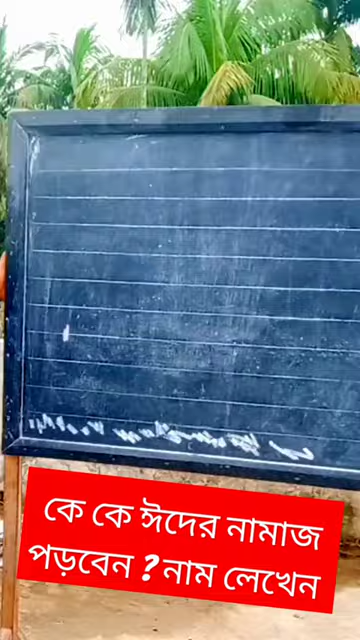 কে কে ঈদের নামাজ
পড়বেন ? নাম লেখেন